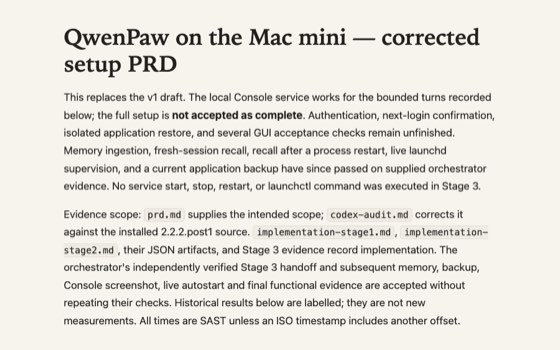 QwenPaw on the Mac mini — corrected
setup PRD
This replaces the v1 draft. The local Console service works for the bounded turns recorded
below; the full setup is not accepted as complete. Authentication, next-login confirmation,
isolated application restore, and several GUI acceptance checks remain unfinished.
Memory ingestion, fresh-session recall, recall after a process restart, live launchd
supervision, and a current application backup have since passed on supplied orchestrator
evidence. No service start, stop, restart, or launchctl command was executed in Stage 3.
Evidence scope: prd.md supplies the intended scope; codex-audit.md corrects it
against the installed 2.2.2.post1 source. implementation-stage1.md , implementation-
stage2.md , their JSON artifacts, and Stage 3 evidence record implementation. The
orchestrator's independently verified Stage 3 handoff and subsequent memory, backup,
Console screenshot, live autostart and final functional evidence are accepted without
repeating their checks. Historical results below are labelled; they are not new
measurements. All times are SAST unless an ISO timestamp includes another offset.